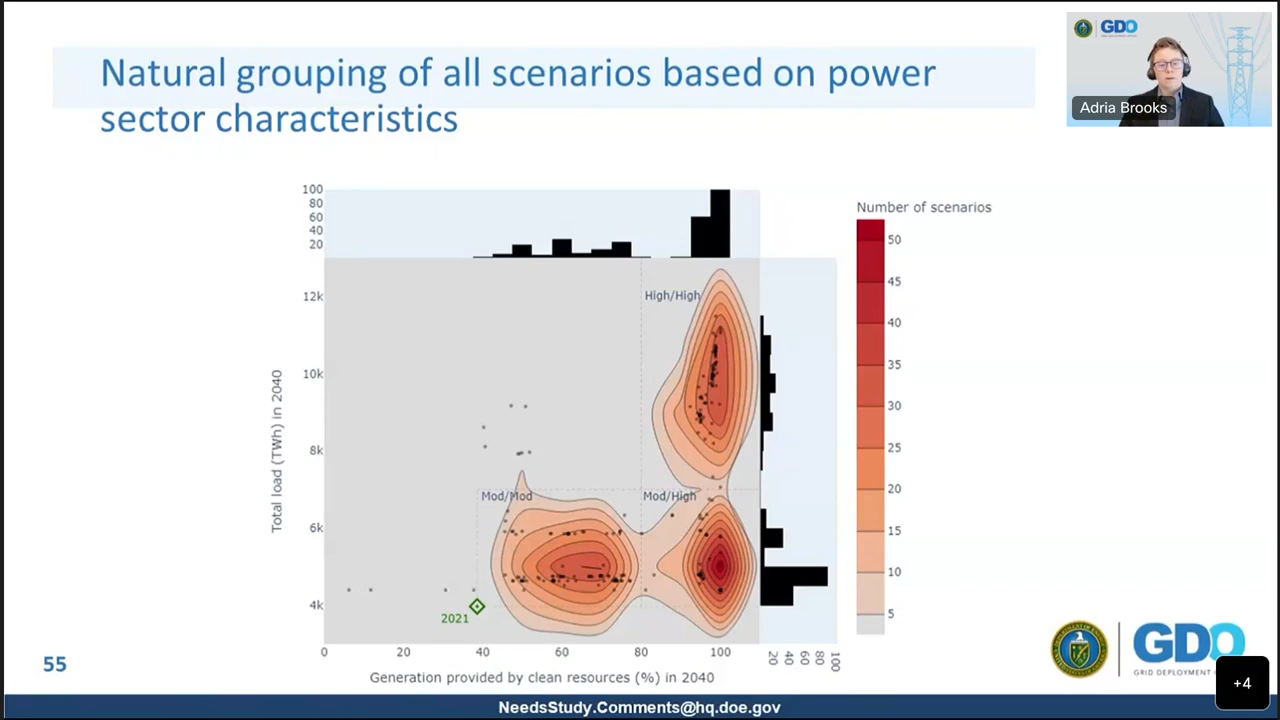 Natural grouping of all scenarios based on power
sector characteristics
GDO
Adria Brooks
100
80
60
40
20
Number of scenarios
50
45
40
35
30
25
20
15
10
5
12k
10k
8k
6k
4k
Total load (TWh) in 2040
High/High
Mod/Mod
Mod/High
2021
0
20
40
60
80
100
20
40
60
80
100
Generation provided by clean resources (%) in 2040
55
GDO
GRID DEPLOYMENT
+4
NeedsStudy.Comments@hq.doe.gov